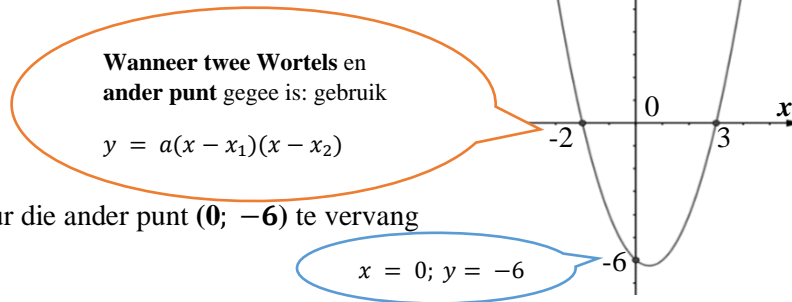 Wanneer twee Wortels en
ander punt gegee is: gebruik
y = a(x − x₁)(x − x₂)
0
x
-2
3
ur die ander punt (0; −6) te vervang
-6
x = 0; y = −6